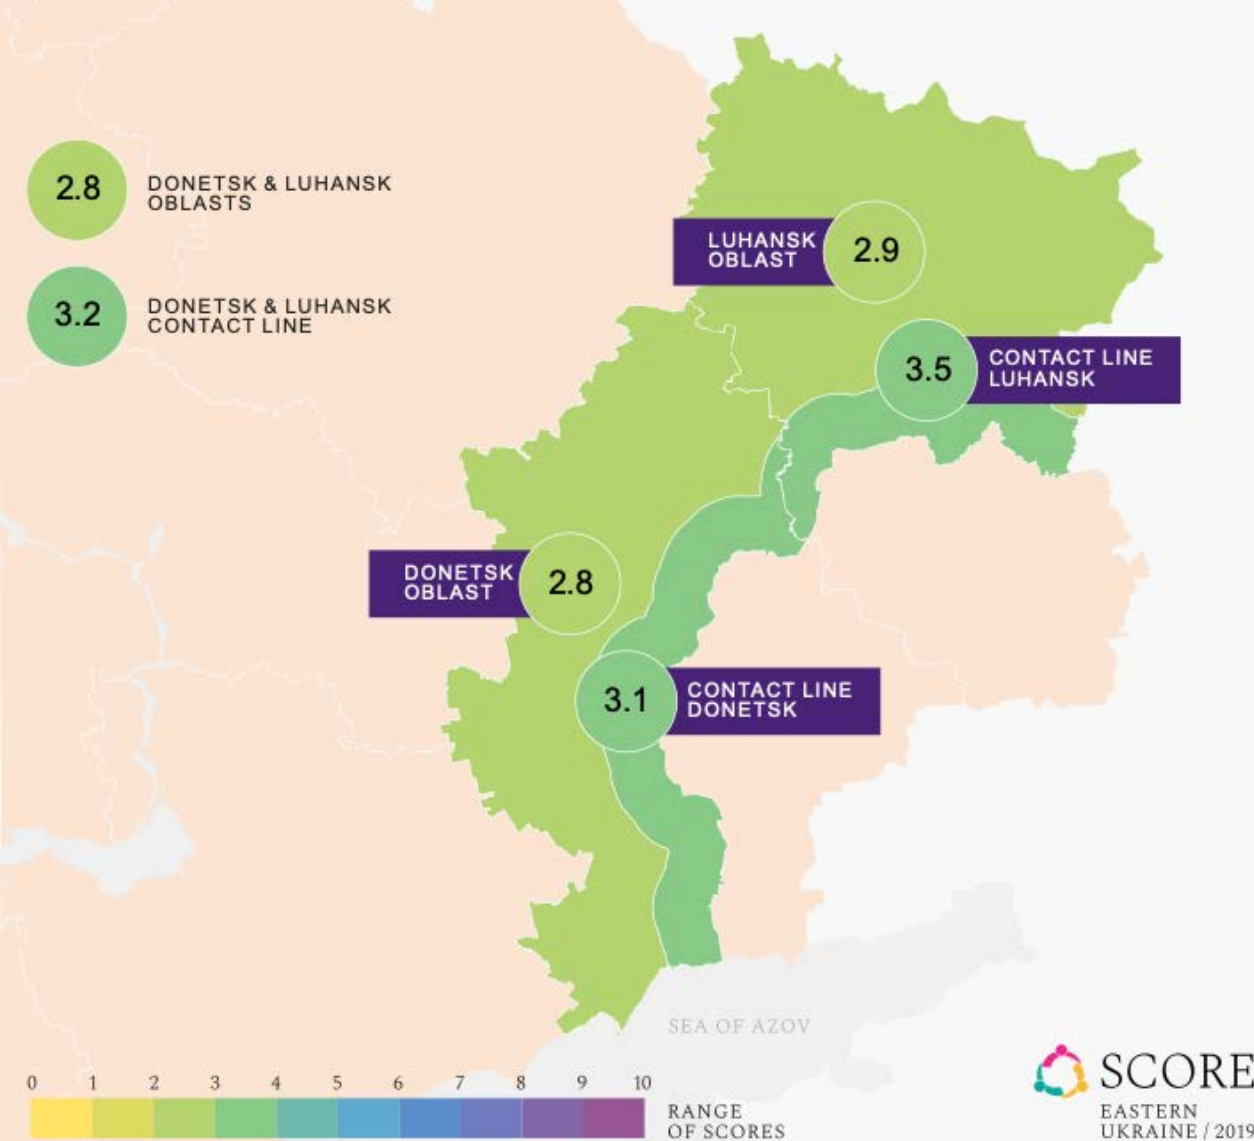 2.8
DONETSK & LUHANSK
OBLASTS
3.2
DONETSK & LUHANSK
CONTACT LINE
LUHANSK
OBLAST
2.9
3.5
CONTACT LINE
LUHANSK
DONETSK
OBLAST
2.8
3.1
CONTACT LINE
DONETSK
SEA OF AZOV
0 1 2 3 4 5 6 7 8 9 10
RANGE
OF SCORES
SCORE
EASTERN
UKRAINE / 2019